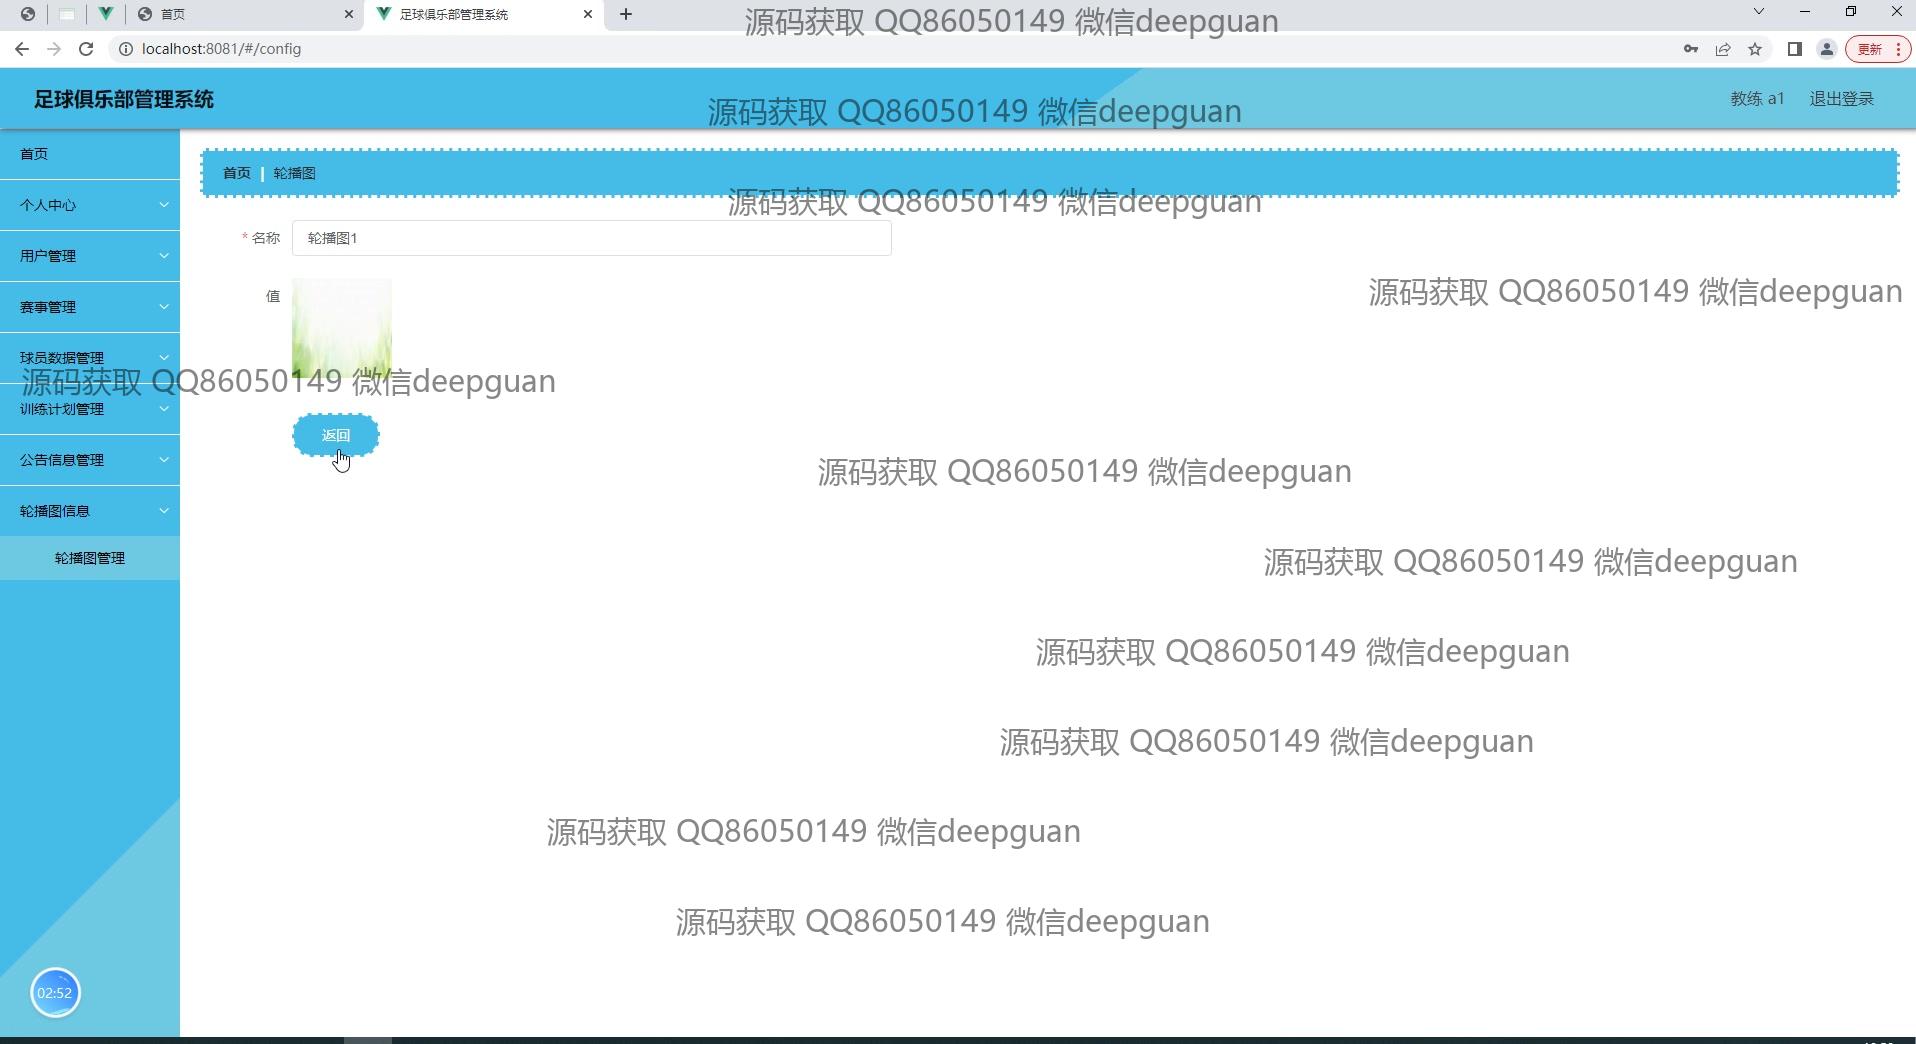 首页
足球俱乐部管理系统
源码获取 QQ86050149 微信deepguan
localhost:8081/#/config
更新
足球俱乐部管理系统
源码获取 QQ86050149 微信deepguan
教练 a1
退出登录
首页
首页 轮播图
个人中心
源码获取 QQ86050149 微信deepguan
* 名称 轮播图1
用户管理
值
源码获取 QQ86050149 微信deepguan
赛事管理
球员数据管理
源码获取 QQ86050149 微信deepguan
训练计划管理
返回
公告信息管理
源码获取 QQ86050149 微信deepguan
轮播图信息
轮播图管理
源码获取 QQ86050149 微信deepguan
源码获取 QQ86050149 微信deepguan
源码获取 QQ86050149 微信deepguan
源码获取 QQ86050149 微信deepguan
源码获取 QQ86050149 微信deepguan
02:52